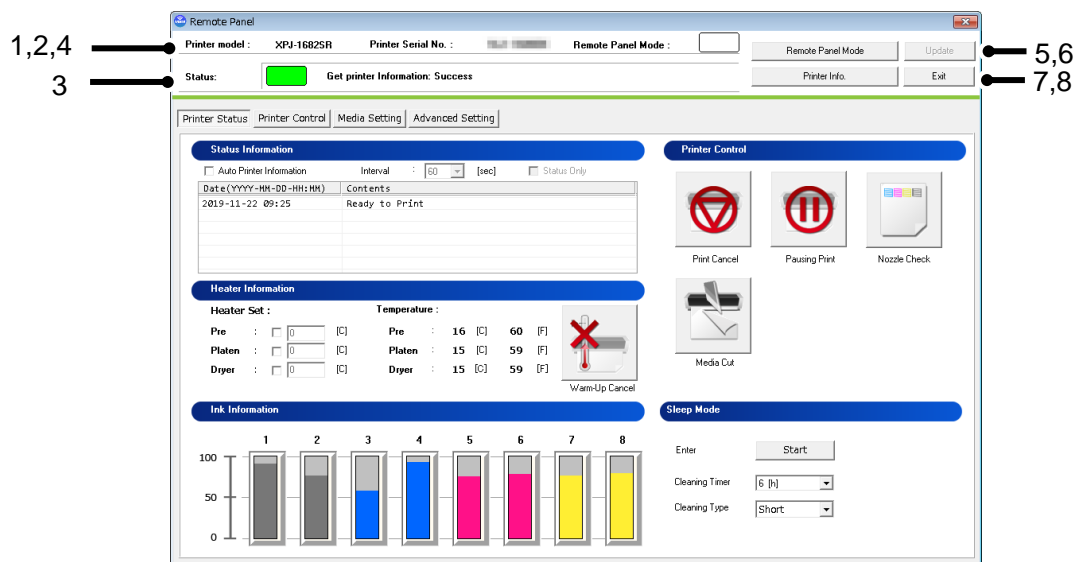 Remote Panel
1,2,4
Printer model : XPJ-1682SR Printer Serial No. : Remote Panel Mode :
Remote Panel Mode Update
5,6
3
Status: Get printer Information: Success
Printer Info. Exit
7,8
Printer Status Printer Control Media Setting Advanced Setting
Status Information
Auto Printer Information Interval : 60 [sec] Status Only
Date(YYYY-MM-DD-HH:MM) Contents
2019-11-22 09:25 Ready to Print
Heater Information
Heater Set : Temperature :
Pre : 0 [C] Pre : 16 [C] 60 [F]
Platen : 0 [C] Platen : 15 [C] 59 [F]
Dryer : 0 [C] Dryer : 15 [C] 59 [F]
Warm-Up Cancel
Ink Information
1 2 3 4 5 6 7 8
100
50
0
Printer Control
Print Cancel Pausing Print Nozzle Check
Media Cut
Sleep Mode
Enter Start
Cleaning Timer 6 [h]
Cleaning Type Short